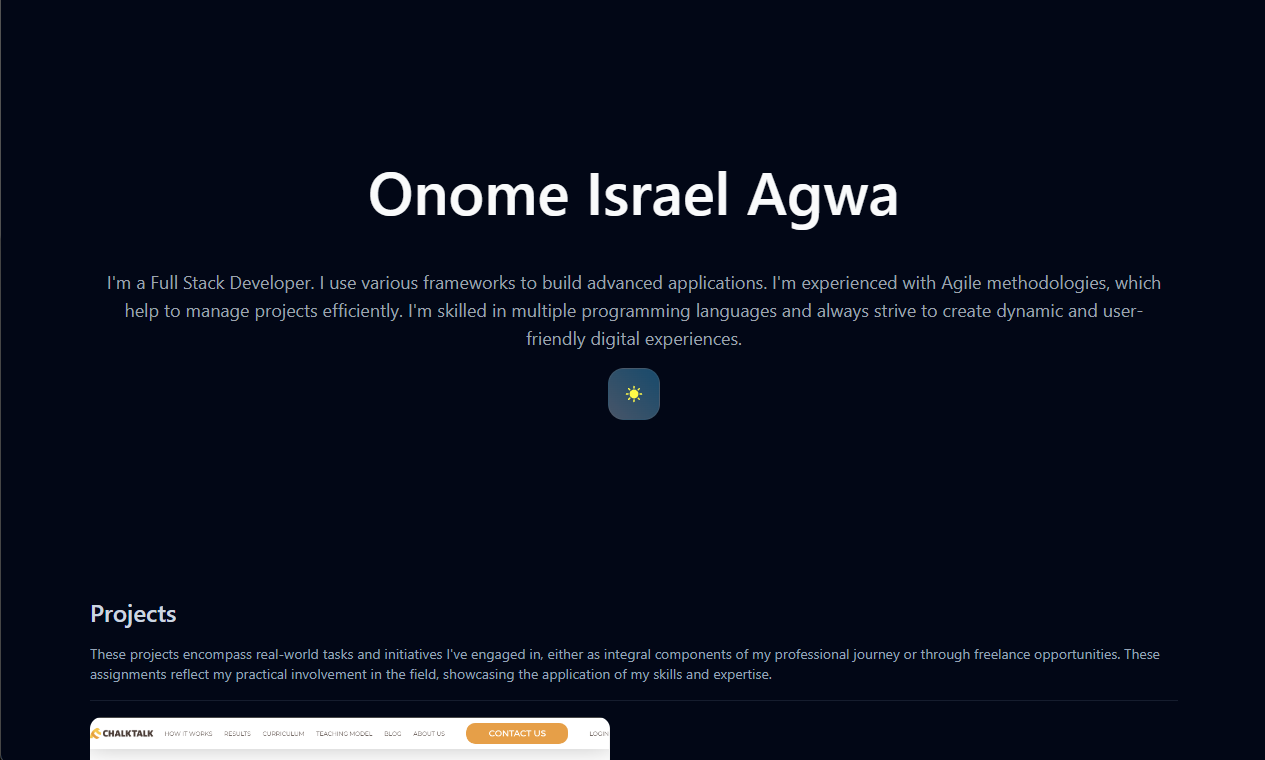 Onome Israel Agwa
I'm a Full Stack Developer. I use various frameworks to build advanced applications. I'm experienced with Agile methodologies, which
help to manage projects efficiently. I'm skilled in multiple programming languages and always strive to create dynamic and user-
friendly digital experiences.
Projects
These projects encompass real-world tasks and initiatives I've engaged in, either as integral components of my professional journey or through freelance opportunities. These
assignments reflect my practical involvement in the field, showcasing the application of my skills and expertise.
CHALKTALK HOW IT WORKS RESULTS CURRICULUM TEACHING MODEL BLOG ABOUT US CONTACT US LOGIN